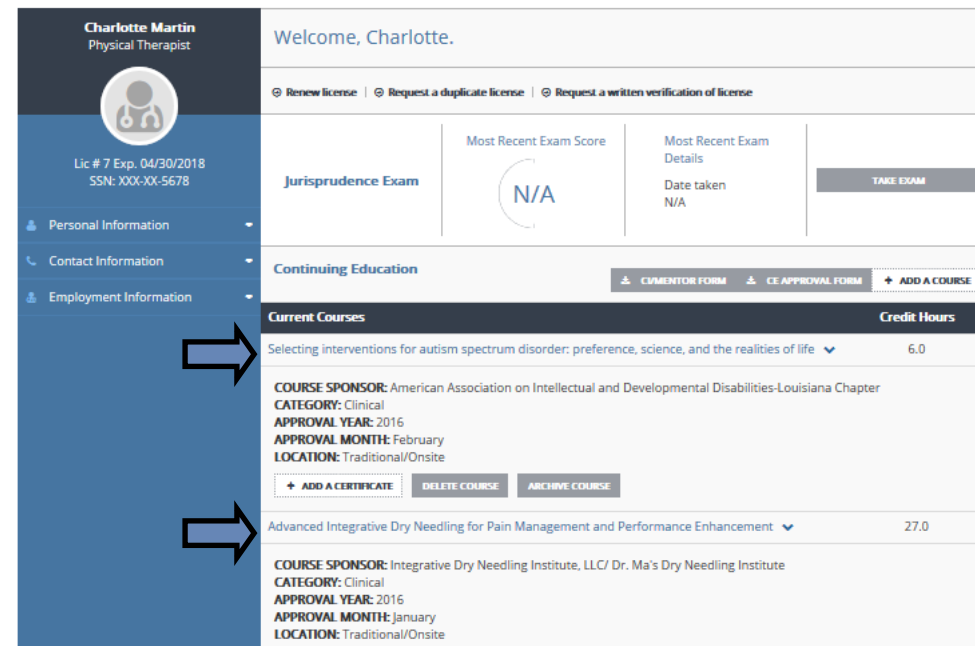 Charlotte Martin
Physical Therapist
Lic # 7 Exp. 04/30/2018
SSN: XXX-XX-5678
Personal Information
Contact Information
Employment Information
Welcome, Charlotte.
Renew license | Request a duplicate license | Request a written verification of license
Jurisprudence Exam
Most Recent Exam Score
N/A
Most Recent Exam
Details
Date taken
N/A
TAKE EXAM
Continuing Education
CI/MENTOR FORM
CE APPROVAL FORM
+ ADD A COURSE
Current Courses Credit Hours
Selecting interventions for autism spectrum disorder: preference, science, and the realities of life 6.0
COURSE SPONSOR: American Association on Intellectual and Developmental Disabilities-Louisiana Chapter
CATEGORY: Clinical
APPROVAL YEAR: 2016
APPROVAL MONTH: February
LOCATION: Traditional/Onsite
+ ADD A CERTIFICATE DELETE COURSE ARCHIVE COURSE
Advanced Integrative Dry Needling for Pain Management and Performance Enhancement 27.0
COURSE SPONSOR: Integrative Dry Needling Institute, LLC/ Dr. Ma's Dry Needling Institute
CATEGORY: Clinical
APPROVAL YEAR: 2016
APPROVAL MONTH: January
LOCATION: Traditional/Onsite